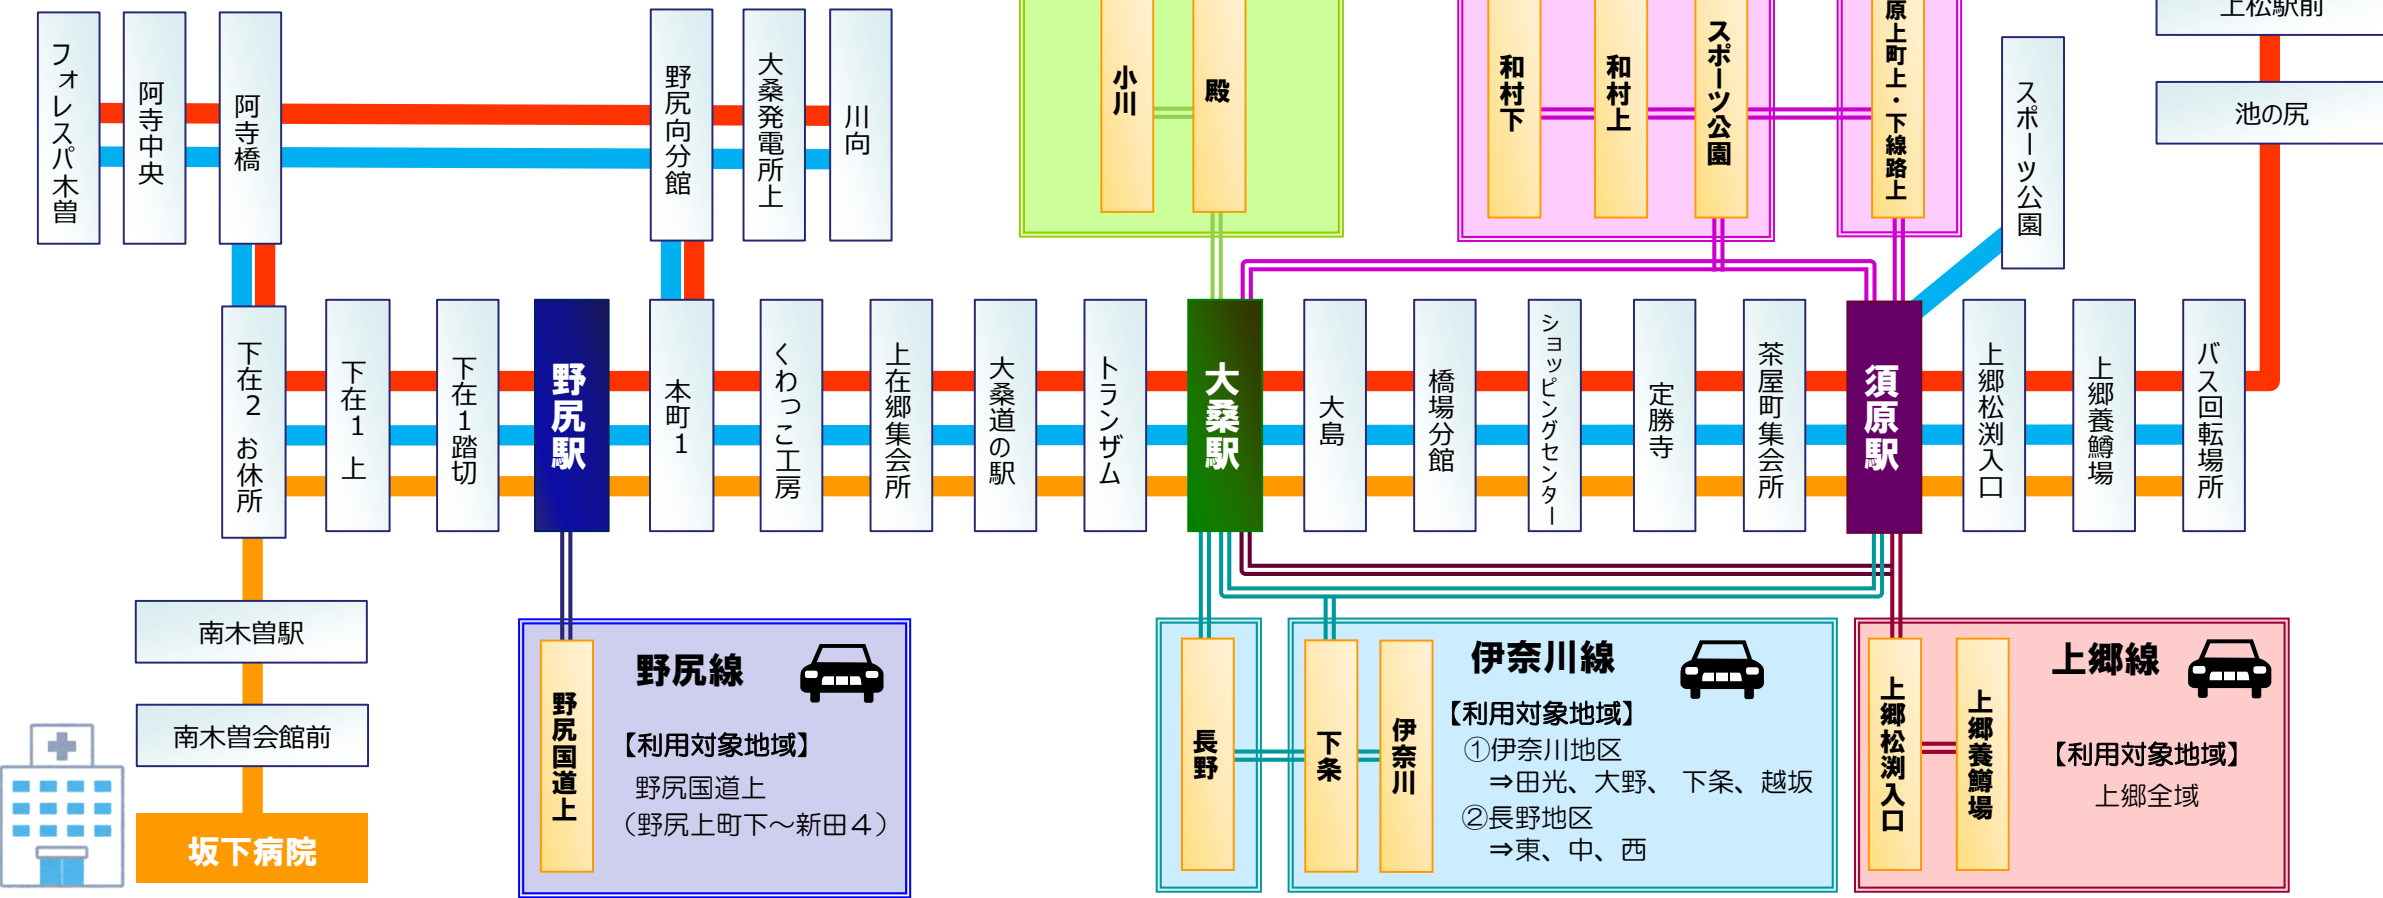 フォレスパ木曽
阿寺中央
阿寺橋
野尻向分館
大桑発電所上
川向
小川
殿
和村下
和村上
スポーツ公園
原上町上・下線路上
スポーツ公園
上松駅前
池の尻
下在２ お休所
下在１ 上
下在１踏切
野尻駅
本町１
くわっこ工房
上在郷集会所
大桑道の駅
トランザム
大桑駅
大島
橋場分館
ショッピングセンター
定勝寺
茶屋町集会所
須原駅
上郷松渕入口
上郷養鱒場
バス回転場所
南木曽駅
南木曽会館前
坂下病院
野尻国道上
野尻線
【利用対象地域】
野尻国道上
（野尻上町下～新田４）
長野
下条
伊奈川
伊奈川線
【利用対象地域】
①伊奈川地区
⇒田光、大野、 下条、越坂
②長野地区
⇒東、中、西
上郷松渕入口
上郷養鱒場
上郷線
【利用対象地域】
上郷全域